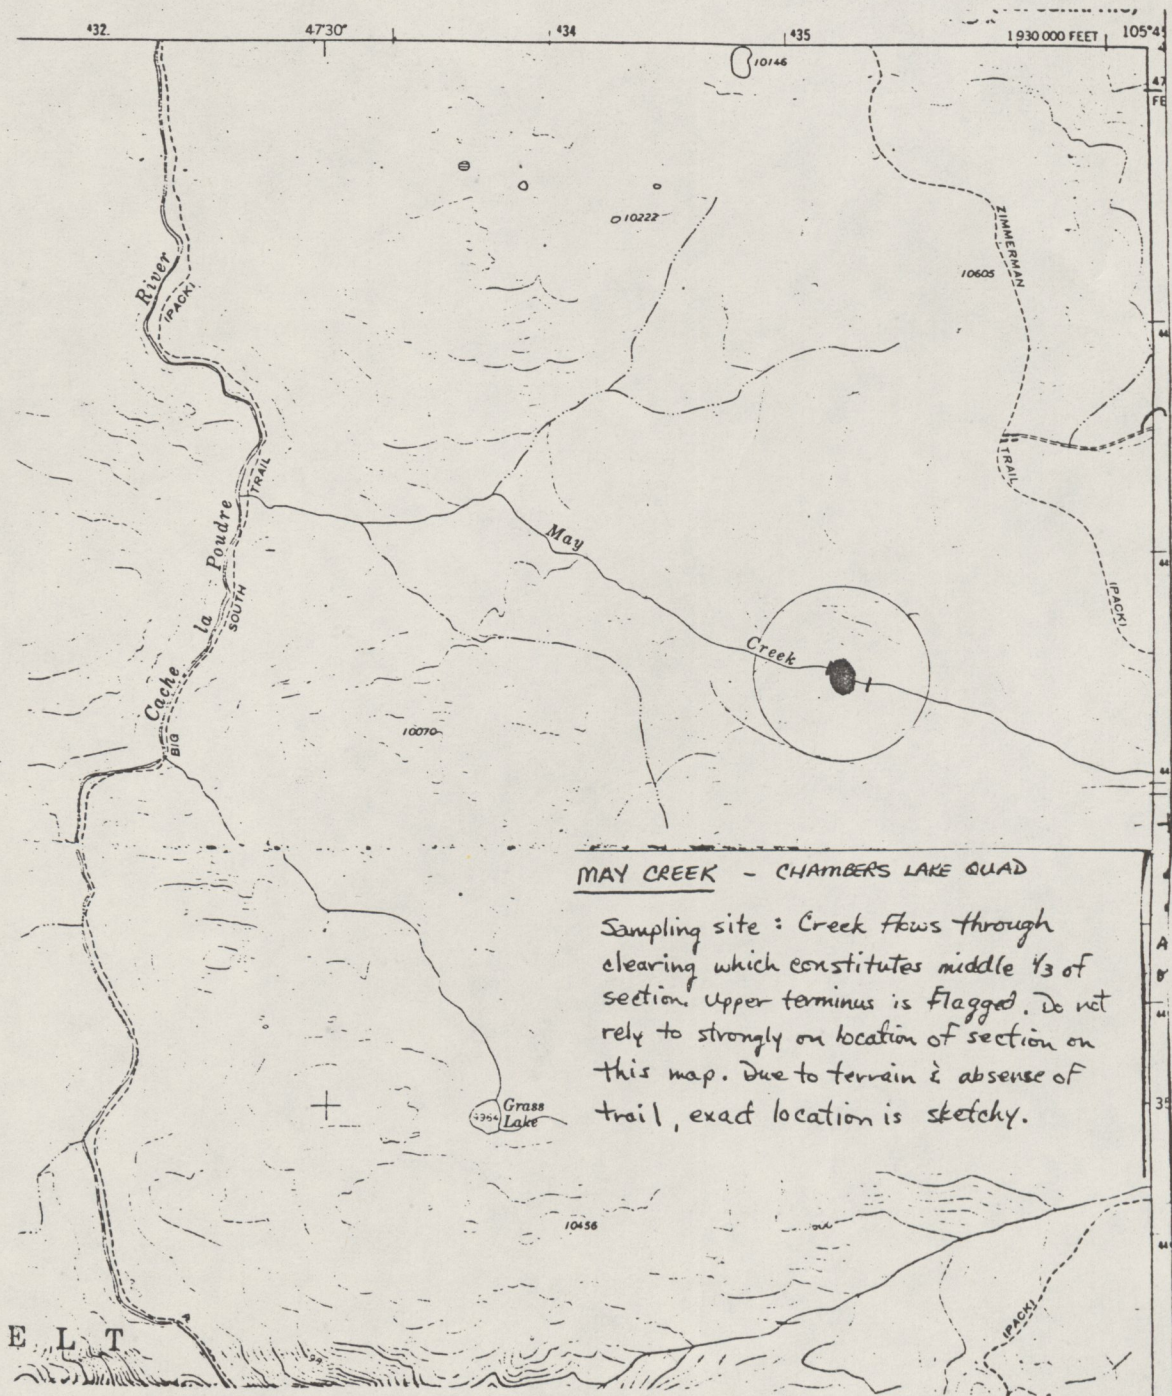 432.
47'30"
434
435
1 930 000 FEET
105°45
10146
47
FE
10222
ZIMMERMAN
10605
River
(PACK)
TRAIL
TRAIL
Poudre
May
la
SOUTH
(PACK)
Creek
Cache
BIG
10070
MAY CREEK - CHAMBERS LAKE QUAD
Sampling site : Creek flows through
clearing which constitutes middle 1/3 of
section. Upper terminus is flagged. Do not
rely to strongly on location of section on
this map. Due to terrain & absense of
trail, exact location is sketchy.
Grass
Lake
35
10456
(PACK)
E L T